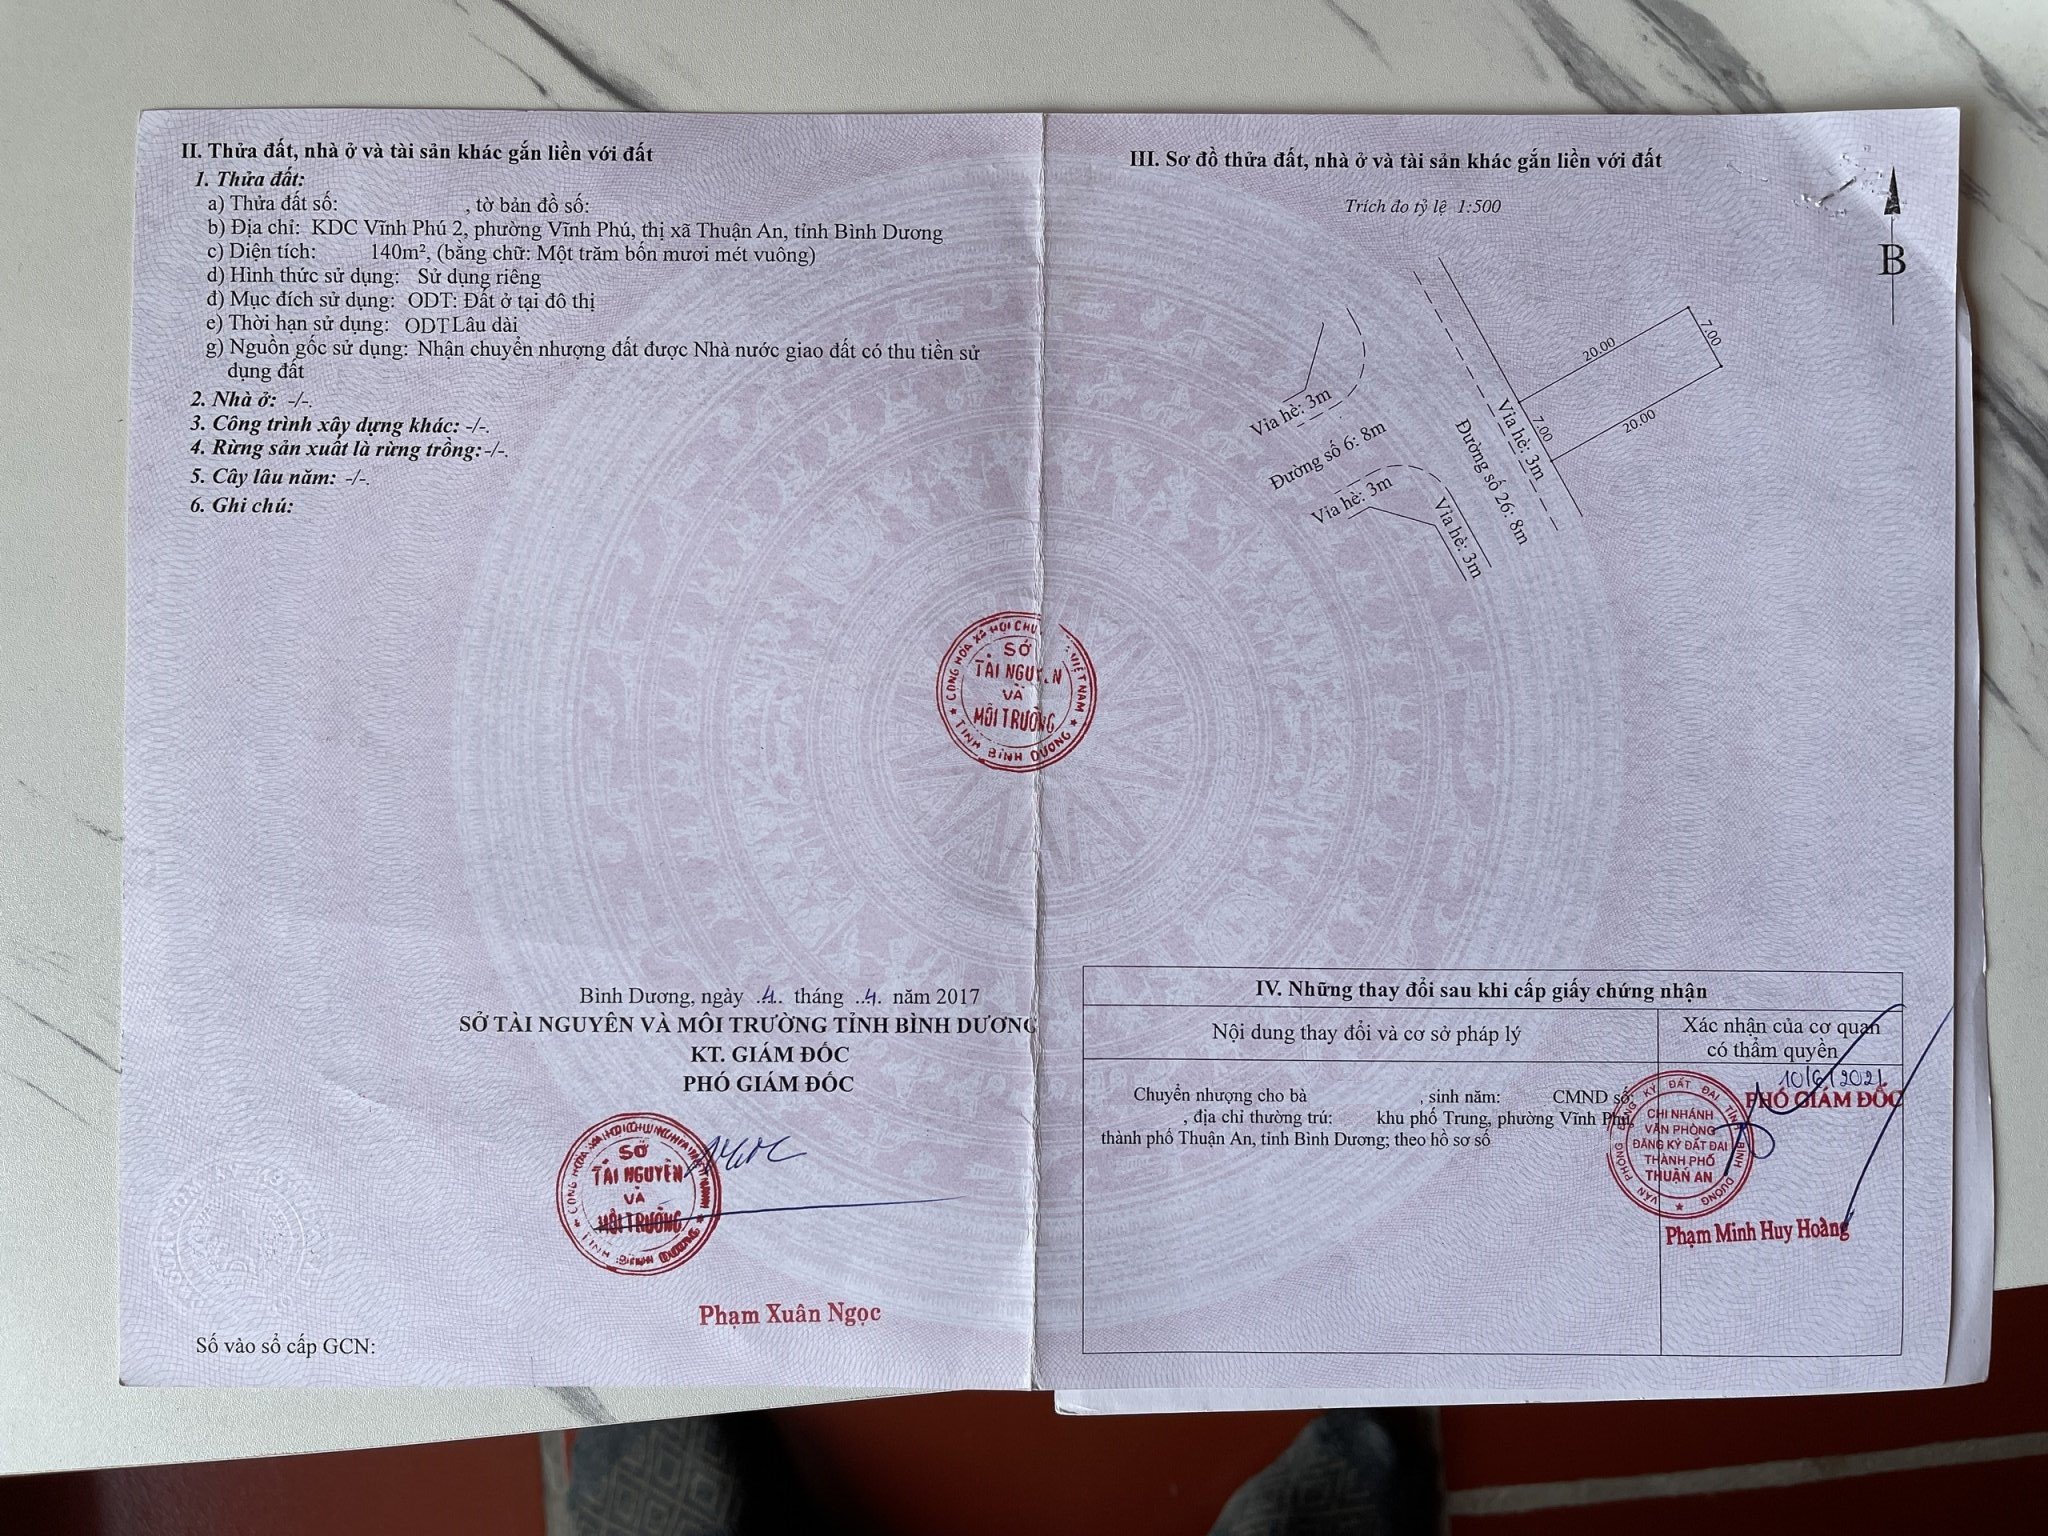 II. Thửa đất, nhà ở và tài sản khác gắn liền với đất
1. Thửa đất:
a) Thửa đất số: , tờ bản đồ số:
b) Địa chỉ: KDC Vĩnh Phú 2, phường Vĩnh Phú, thị xã Thuận An, tỉnh Bình Dương
c) Diện tích: 140m², (bằng chữ: Một trăm bốn mươi mét vuông)
d) Hình thức sử dụng: Sử dụng riêng
đ) Mục đích sử dụng: ODT: Đất ở tại đô thị
e) Thời hạn sử dụng: ODT Lâu dài
g) Nguồn gốc sử dụng: Nhận chuyển nhượng đất được Nhà nước giao đất có thu tiền sử
dụng đất
2. Nhà ở: -/-.
3. Công trình xây dựng khác: -/-.
4. Rừng sản xuất là rừng trồng: -/-.
5. Cây lâu năm: -/-.
6. Ghi chú:
SỞ
TÀI NGUYÊN
VÀ
MÔI TRƯỜNG
TỈNH BÌNH DƯƠNG
Bình Dương, ngày .4. tháng .4. năm 2017
SỞ TÀI NGUYÊN VÀ MÔI TRƯỜNG TỈNH BÌNH DƯƠNG
KT. GIÁM ĐỐC
PHÓ GIÁM ĐỐC
SỞ
TÀI NGUYÊN
VÀ
MÔI TRƯỜNG
TỈNH BÌNH DƯƠNG
Phạm Xuân Ngọc
Số vào sổ cấp GCN:
III. Sơ đồ thửa đất, nhà ở và tài sản khác gắn liền với đất
Trích đo tỷ lệ 1:500
B
20.00
7.00
7.00
20.00
Vỉa hè: 3m
Đường số 6: 8m
Vỉa hè: 3m
Vỉa hè: 3m
Đường số 26: 8m
Vỉa hè: 3m
IV. Những thay đổi sau khi cấp giấy chứng nhận
Nội dung thay đổi và cơ sở pháp lý
Xác nhận của cơ quan
có thẩm quyền
Chuyển nhượng cho bà , sinh năm: CMND số:
, địa chỉ thường trú: khu phố Trung, phường Vĩnh Phú,
thành phố Thuận An, tỉnh Bình Dương; theo hồ sơ số
10/6/2021
PHÓ GIÁM ĐỐC
VĂN PHÒNG ĐĂNG KÝ ĐẤT ĐAI TỈNH BÌNH DƯƠNG
CHI NHÁNH
VĂN PHÒNG
ĐĂNG KÝ ĐẤT ĐAI
THÀNH PHỐ
THUẬN AN
Phạm Minh Huy Hoàng